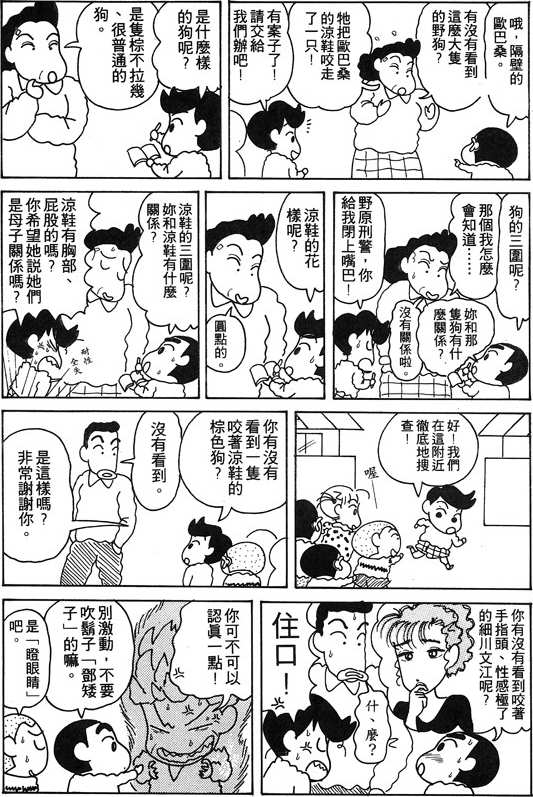 哦，隔壁的
歐巴桑。
有沒有看到
這麼大隻
的野狗？
牠把歐巴桑
的涼鞋咬走
了一只！
有案子了！
請交給
我們辦吧！
是什麼樣
的狗呢？
是隻棕不拉幾
、很普通的
狗。
狗的三圍呢？
那個我怎麼
會知道……
妳和那
隻狗有什
麼關係？
沒有關係啦。
野原刑警，你
給我閉上嘴巴！
涼鞋的花
樣呢？
圓點的。
涼鞋的三圍呢？
妳和涼鞋有什麼
關係？
耐性
全失
涼鞋有胸部、
屁股的嗎？
你希望她說她們
是母子關係嗎？
好！我們
在這附近
徹底地搜
查！
喔
你有沒有
看到一隻
咬著涼鞋的
棕色狗？
沒有看到。
是這樣嗎？
非常謝謝你。
你有沒有看到咬著
手指頭、性感極了
的細川文江呢？
什、麼？
住口！
你可不可以
認真一點！
別激動，不要
吹鬍子「鄧矮
子」的嘛。
是「瞪眼睛」
吧。